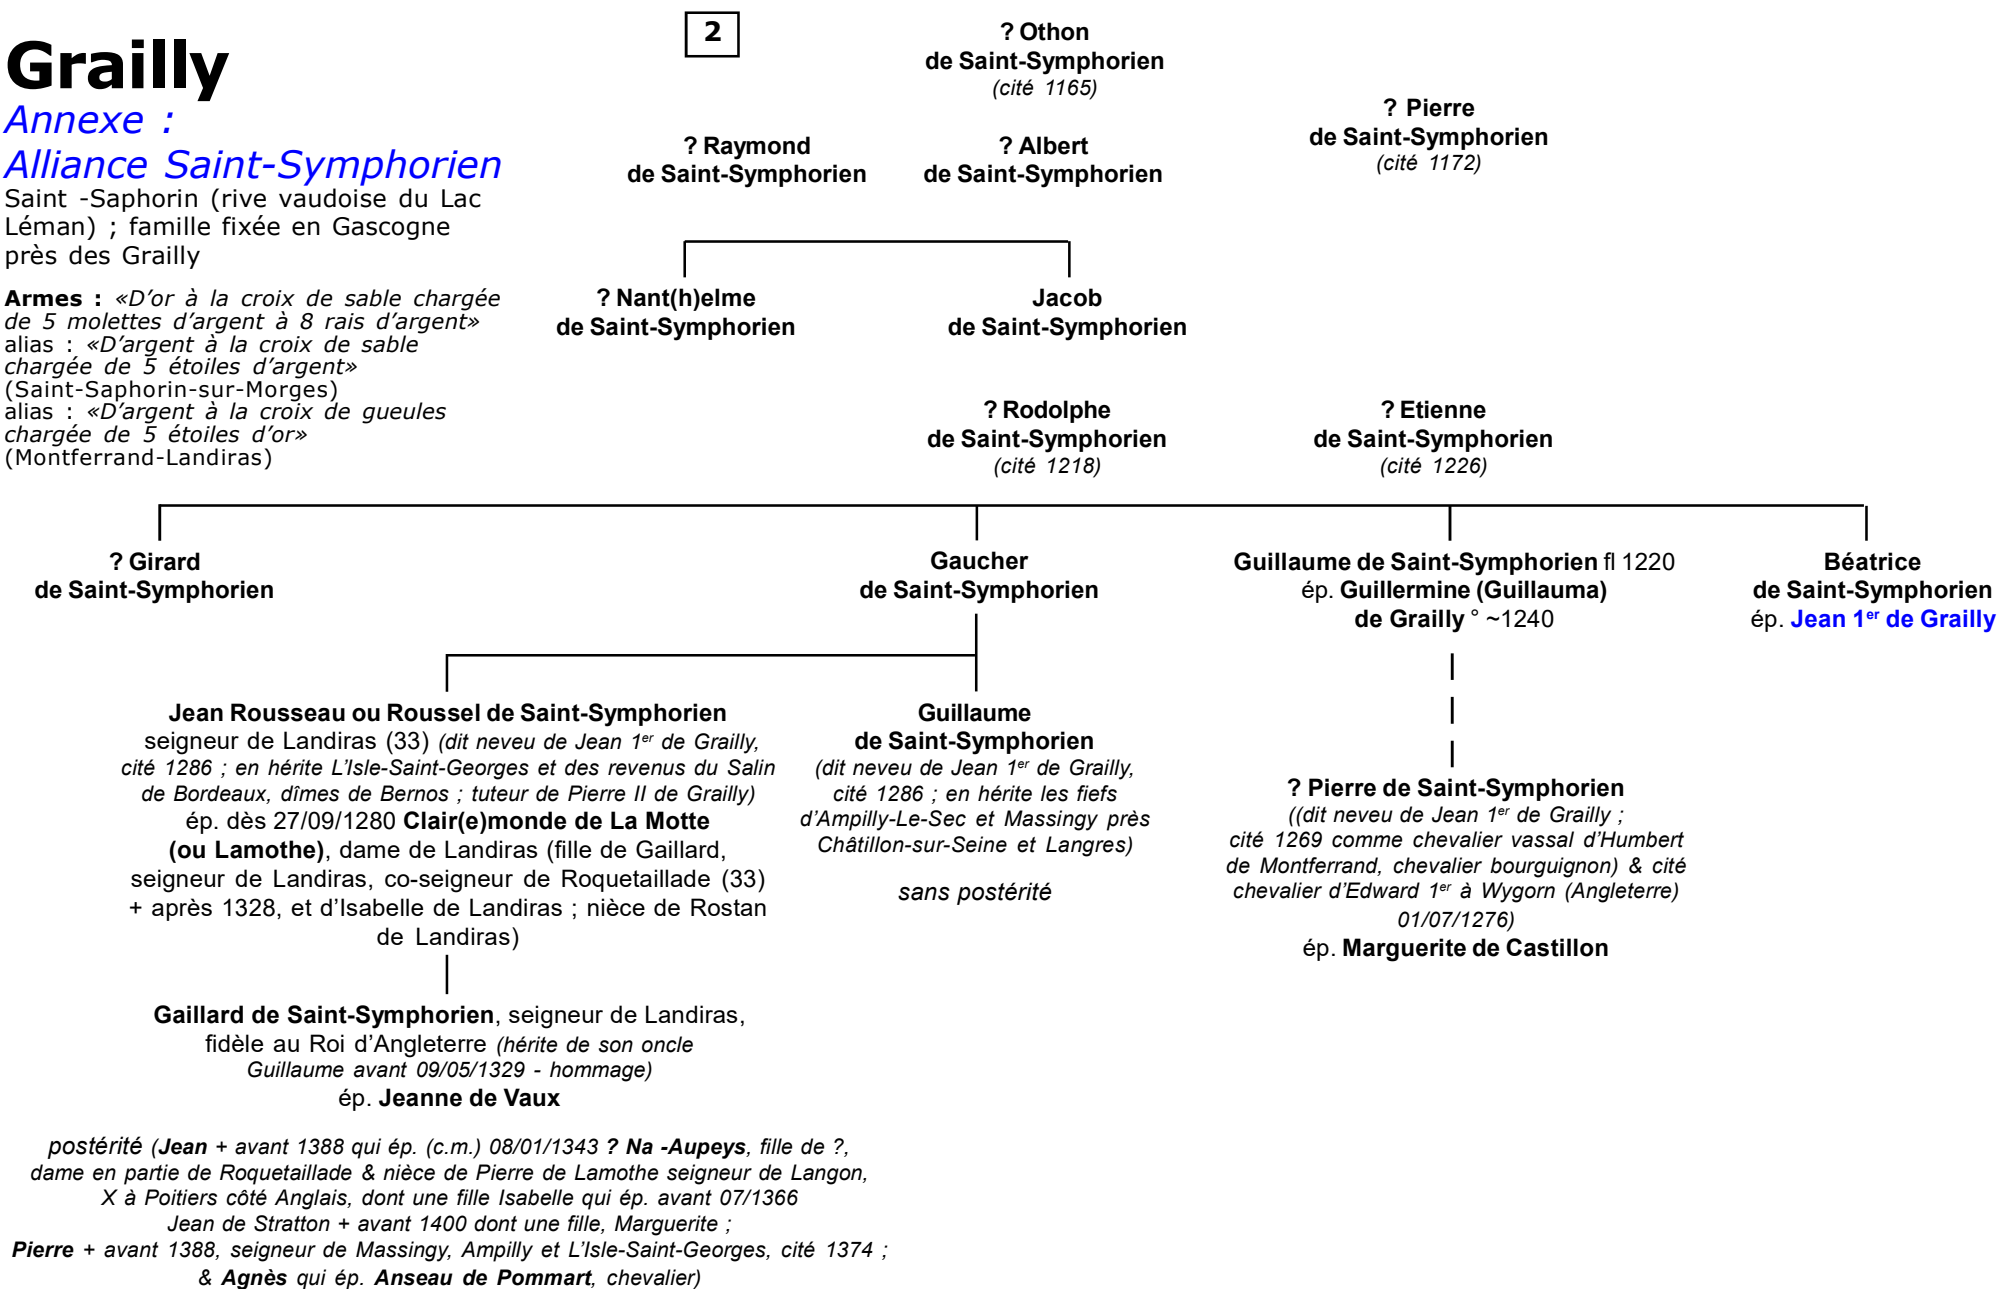 Grailly
Annexe :
Alliance Saint-Symphorien
Saint -Saphorin (rive vaudoise du Lac
Léman) ; famille fixée en Gascogne
près des Grailly
Armes : «D’or à la croix de sable chargée
de 5 molettes d’argent à 8 rais d’argent»
alias : «D’argent à la croix de sable
chargée de 5 étoiles d’argent»
(Saint-Saphorin-sur-Morges)
alias : «D’argent à la croix de gueules
chargée de 5 étoiles d’or»
(Montferrand-Landiras)
2
? Othon
de Saint-Symphorien
(cité 1165)
? Pierre
de Saint-Symphorien
(cité 1172)
? Raymond
de Saint-Symphorien
? Albert
de Saint-Symphorien
? Nant(h)elme
de Saint-Symphorien
Jacob
de Saint-Symphorien
? Rodolphe
de Saint-Symphorien
(cité 1218)
? Etienne
de Saint-Symphorien
(cité 1226)
? Girard
de Saint-Symphorien
Gaucher
de Saint-Symphorien
Guillaume de Saint-Symphorien fl 1220
ép. Guillermine (Guillauma)
de Grailly ° ~1240
Béatrice
de Saint-Symphorien
ép. Jean 1er de Grailly
Jean Rousseau ou Roussel de Saint-Symphorien
seigneur de Landiras (33) (dit neveu de Jean 1er de Grailly,
cité 1286 ; en hérite L’Isle-Saint-Georges et des revenus du Salin
de Bordeaux, dîmes de Bernos ; tuteur de Pierre II de Grailly)
ép. dès 27/09/1280 Clair(e)monde de La Motte
(ou Lamothe), dame de Landiras (fille de Gaillard,
seigneur de Landiras, co-seigneur de Roquetaillade (33)
+ après 1328, et d’Isabelle de Landiras ; nièce de Rostan
de Landiras)
Guillaume
de Saint-Symphorien
(dit neveu de Jean 1er de Grailly,
cité 1286 ; en hérite les fiefs
d’Ampilly-Le-Sec et Massingy près
Châtillon-sur-Seine et Langres)
sans postérité
? Pierre de Saint-Symphorien
((dit neveu de Jean 1er de Grailly ;
cité 1269 comme chevalier vassal d’Humbert
de Montferrand, chevalier bourguignon) & cité
chevalier d’Edward 1er à Wygorn (Angleterre)
01/07/1276)
ép. Marguerite de Castillon
Gaillard de Saint-Symphorien, seigneur de Landiras,
fidèle au Roi d’Angleterre (hérite de son oncle
Guillaume avant 09/05/1329 - hommage)
ép. Jeanne de Vaux
postérité (Jean + avant 1388 qui ép. (c.m.) 08/01/1343 ? Na -Aupeys, fille de ?,
dame en partie de Roquetaillade & nièce de Pierre de Lamothe seigneur de Langon,
X à Poitiers côté Anglais, dont une fille Isabelle qui ép. avant 07/1366
Jean de Stratton + avant 1400 dont une fille, Marguerite ;
Pierre + avant 1388, seigneur de Massingy, Ampilly et L’Isle-Saint-Georges, cité 1374 ;
& Agnès qui ép. Anseau de Pommart, chevalier)